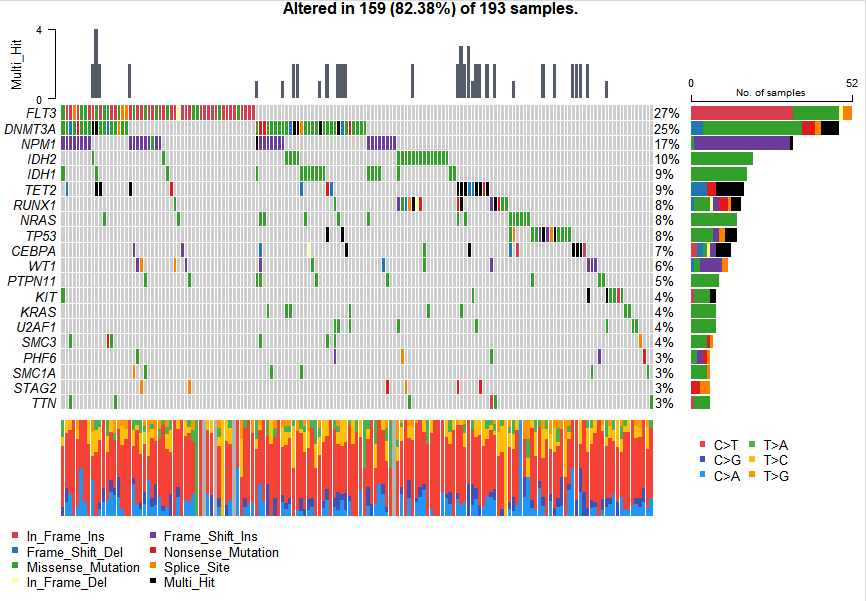 Altered in 159 (82.38%) of 193 samples.
4
Multi_Hit
0
0 52
No. of samples
FLT3 27%
DNMT3A 25%
NPM1 17%
IDH2 10%
IDH1 9%
TET2 9%
RUNX1 8%
NRAS 8%
TP53 8%
CEBPA 7%
WT1 6%
PTPN11 5%
KIT 4%
KRAS 4%
U2AF1 4%
SMC3 4%
PHF6 3%
SMC1A 3%
STAG2 3%
TTN 3%
C>T T>A
C>G T>C
C>A T>G
In_Frame_Ins Frame_Shift_Ins
Frame_Shift_Del Nonsense_Mutation
Missense_Mutation Splice_Site
In_Frame_Del Multi_Hit